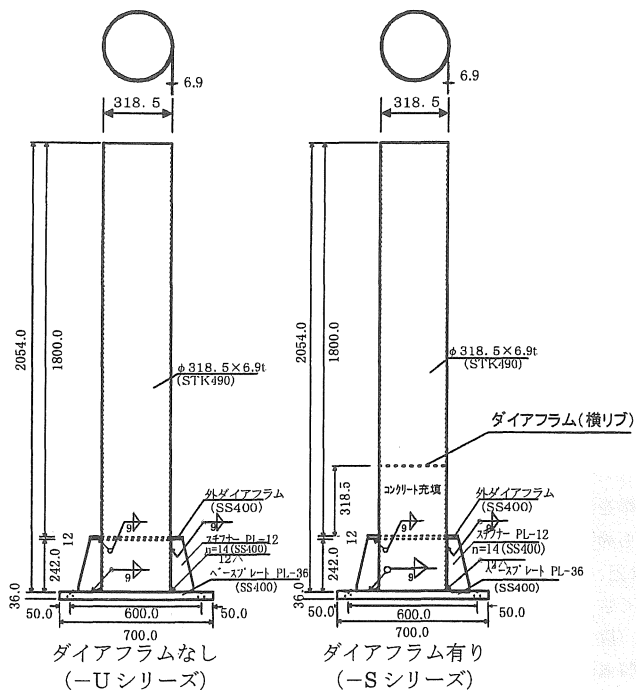 6.9
318.5
2054.0
1800.0
12
φ318.5×6.9t
(STK490)
外ダイアフラム
(SS400)
9
スチフナー PL-12
n=14(SS400)
12
9
ベースプレート PL-36
(SS400)
242.0
36.0
50.0
600.0
50.0
700.0
ダイアフラムなし
(-Uシリーズ)
6.9
318.5
2054.0
1800.0
12
φ318.5×6.9t
(STK490)
ダイアフラム(横リブ)
318.5
コンクリート充填
外ダイアフラム
(SS400)
9
スチフナー PL-12
n=14(SS400)
9
ベースプレート PL-36
(SS400)
242.0
36.0
50.0
600.0
50.0
700.0
ダイアフラム有り
(-Sシリーズ)